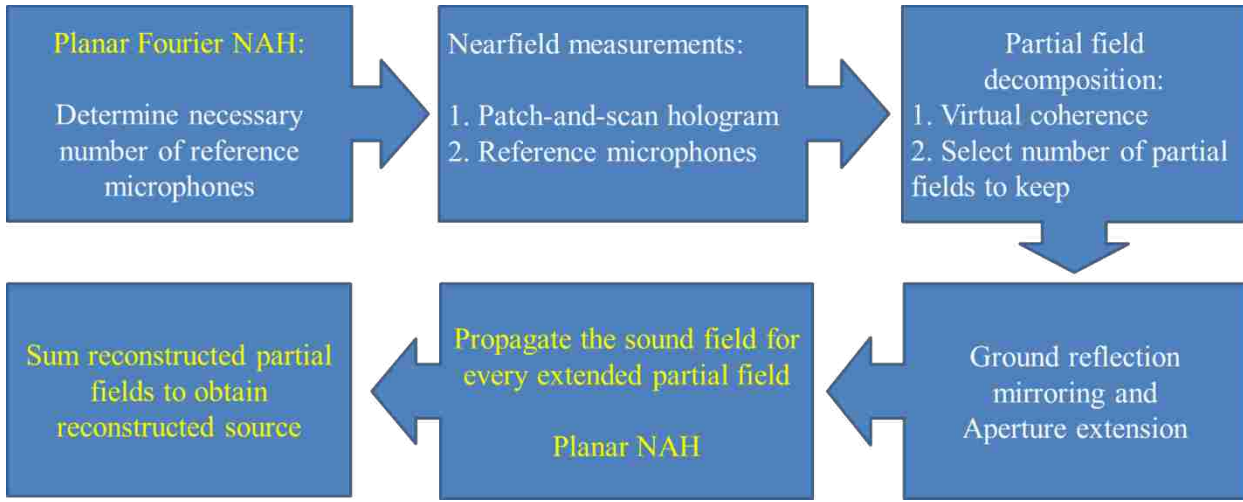 Planar Fourier NAH:
Determine necessary
number of reference
microphones
Nearfield measurements:
1. Patch-and-scan hologram
2. Reference microphones
Partial field
decomposition:
1. Virtual coherence
2. Select number of partial
fields to keep
Ground reflection
mirroring and
Aperture extension
Propagate the sound field for
every extended partial field
Planar NAH
Sum reconstructed partial
fields to obtain
reconstructed source